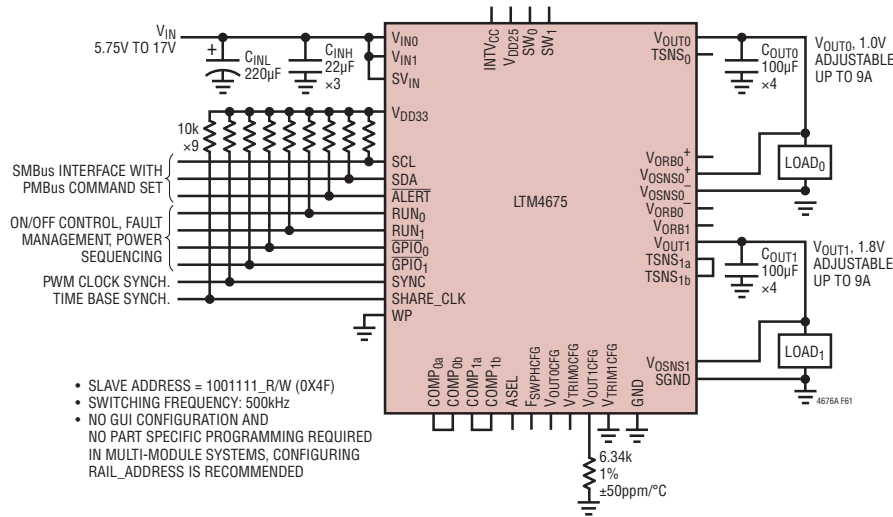 VIN
5.75V TO 17V
+
CINL
220µF
CINH
22µF
×3
VIN0
VIN1
SVIN
VDD33
INTVCC
VDD25
SW0
SW1
VOUT0
TSNS0
COUT0
100µF
×4
VOUT0, 1.0V
ADJUSTABLE
UP TO 9A
10k
×9
SMBus INTERFACE WITH
PMBus COMMAND SET
ON/OFF CONTROL, FAULT
MANAGEMENT, POWER
SEQUENCING
PWM CLOCK SYNCH.
TIME BASE SYNCH.
SCL
SDA
ALERT
RUN0
RUN1
GPIO0
GPIO1
SYNC
SHARE_CLK
WP
LTM4675
VORB0+
VOSNS0+
VOSNS0–
VORB0–
VORB1
VOUT1
TSNS1a
TSNS1b
LOAD0
COUT1
100µF
×4
VOUT1, 1.8V
ADJUSTABLE
UP TO 9A
VOSNS1
SGND
LOAD1
4676A F61
COMP0a
COMP0b
COMP1a
COMP1b
ASEL
FSWPHCFG
VOUT0CFG
VTRIM0CFG
VOUT1CFG
VTRIM1CFG
GND
6.34k
1%
±50ppm/°C
• SLAVE ADDRESS = 1001111_R/W (0X4F)
• SWITCHING FREQUENCY: 500kHz
• NO GUI CONFIGURATION AND
NO PART SPECIFIC PROGRAMMING REQUIRED
IN MULTI-MODULE SYSTEMS, CONFIGURING
RAIL_ADDRESS IS RECOMMENDED